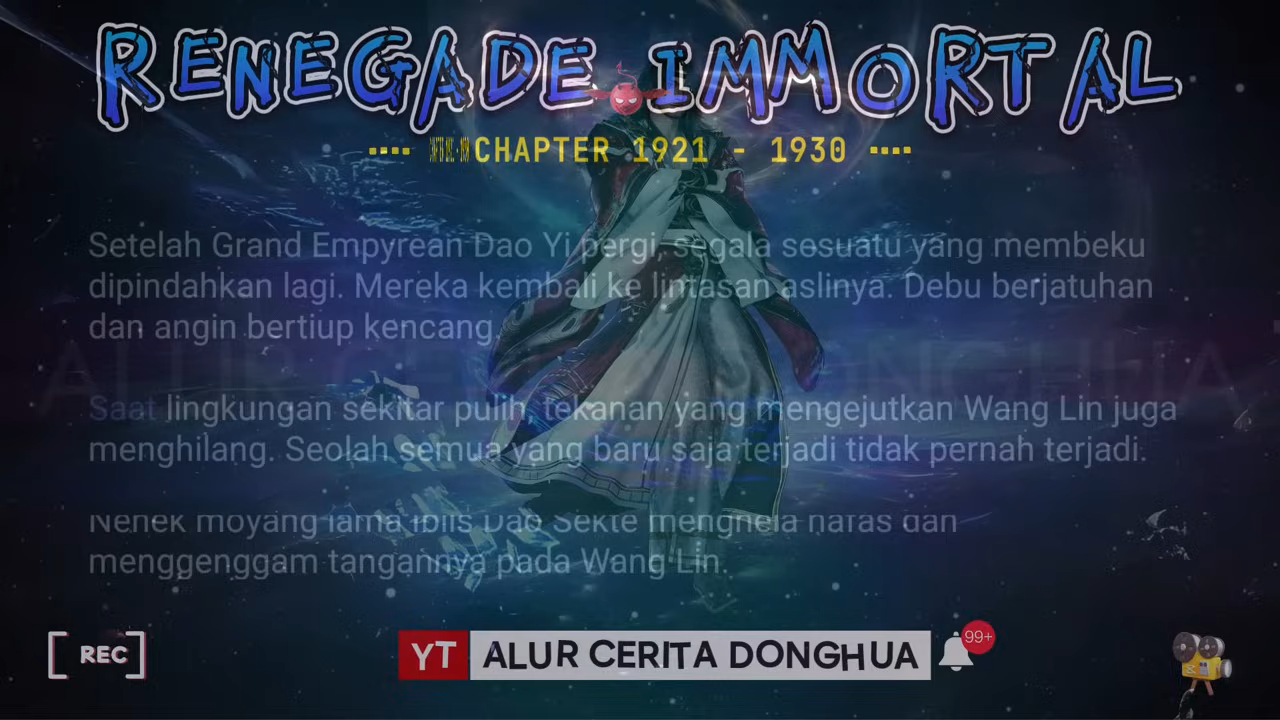 RENEGADE IMMORTAL
CHAPTER 1921 - 1930
Setelah Grand Empyrean Dao Yi pergi, segala sesuatu yang membeku
dipindahkan lagi. Mereka kembali ke lintasan aslinya. Debu berjatuhan
dan angin bertiup kencang.
ALUR CERITA DONGHUA
Saat lingkungan sekitar pulih, tekanan yang mengejutkan Wang Lin juga
menghilang. Seolah semua yang baru saja terjadi tidak pernah terjadi.
Nenek moyang lama Iblis Dao Sekte menghela nafas dan
menggenggam tangannya pada Wang Lin.
REC
YT ALUR CERITA DONGHUA
99+